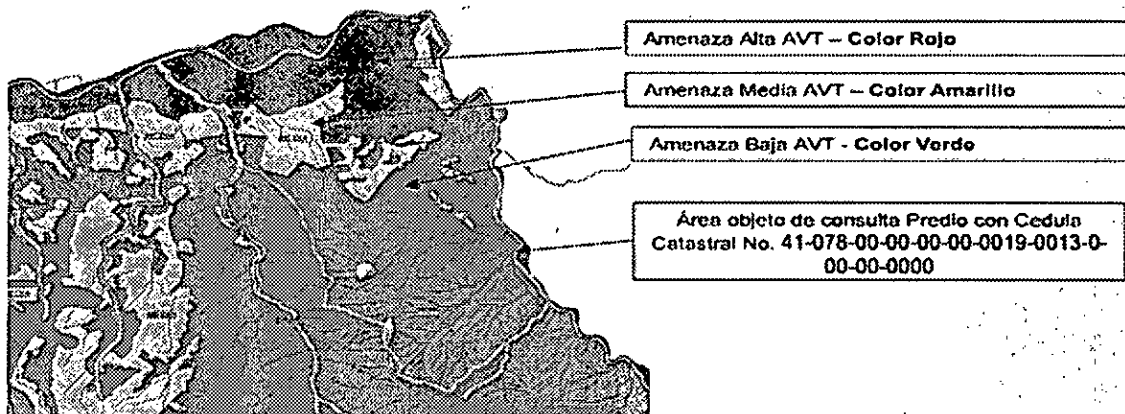 Amenaza Alta AVT – Color Rojo
Amenaza Media AVT – Color Amarillo
Amenaza Baja AVT - Color Verde
Área objeto de consulta Predio con Cedula
Catastral No. 41-078-00-00-00-00-0019-0013-0-
00-00-0000